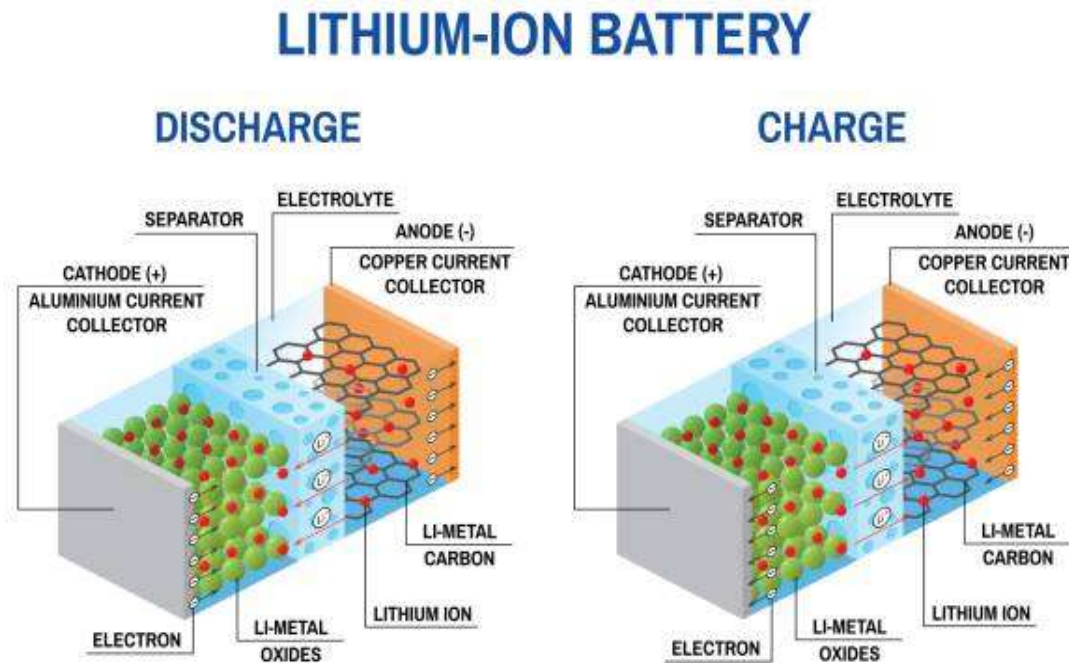 LITHIUM-ION BATTERY
DISCHARGE
ELECTROLYTE
SEPARATOR
ANODE (-)
COPPER CURRENT
COLLECTOR
CATHODE (+)
ALUMINIUM CURRENT
COLLECTOR
LI-METAL
CARBON
LITHIUM ION
ELECTRON
LI-METAL
OXIDES
CHARGE
ELECTROLYTE
SEPARATOR
ANODE (-)
COPPER CURRENT
COLLECTOR
CATHODE (+)
ALUMINIUM CURRENT
COLLECTOR
LI-METAL
CARBON
LITHIUM ION
ELECTRON
LI-METAL
OXIDES